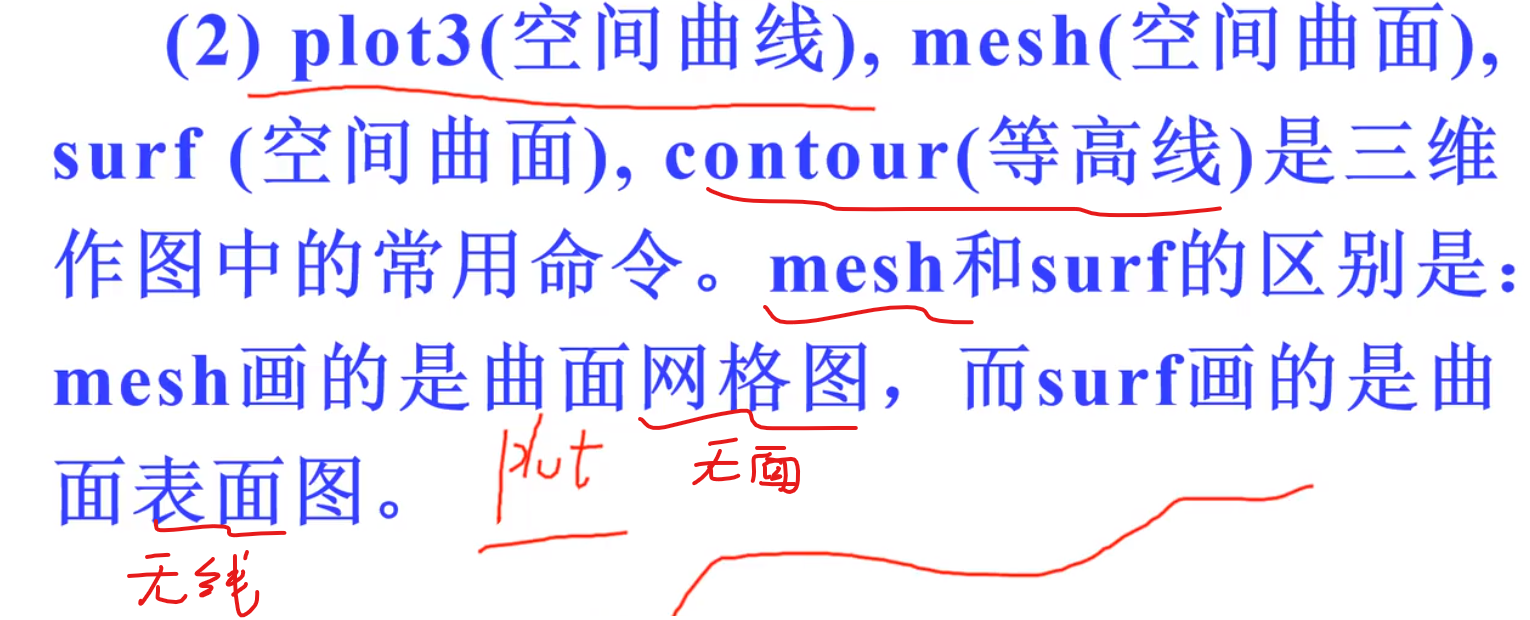 (2) plot3(空间曲线), mesh(空间曲面),
surf (空间曲面), contour(等高线)是三维
作图中的常用命令。mesh和surf的区别是：
mesh画的是曲面网格图，而surf画的是曲
plot 无面
面表面图。
无线